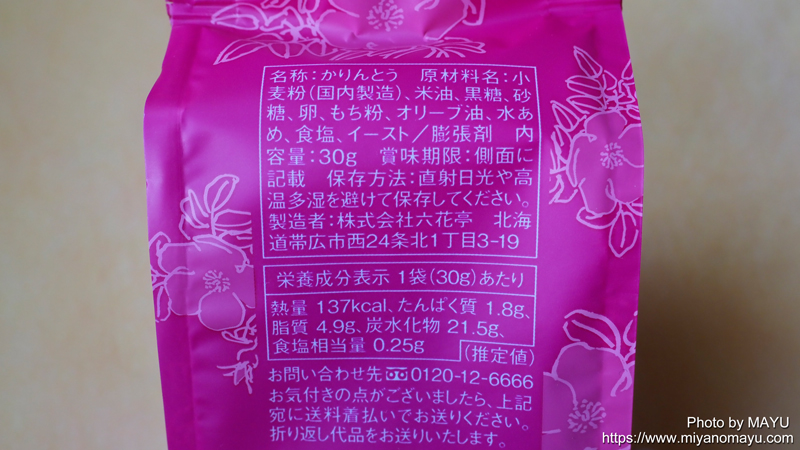 名称:かりんとう　原材料名:小
麦粉(国内製造)、米油、黒糖、砂
糖、卵、もち粉、オリーブ油、水あ
め、食塩、イースト／膨張剤　内
容量:30g　賞味期限:側面に
記載　保存方法:直射日光や高
温多湿を避けて保存してください。
製造者:株式会社六花亭　北海
道帯広市西24条北1丁目3-19
栄養成分表示 1袋(30g)あたり
熱量 137kcal、たんぱく質 1.8g、
脂質 4.9g、炭水化物 21.5g、
食塩相当量 0.25g
(推定値)
お問い合わせ先 0120-12-6666
お気付きの点がございましたら、上記
宛に送料着払いでお送りください。
折り返し代品をお送りいたします。
Photo by MAYU
https://www.miyanomayu.com